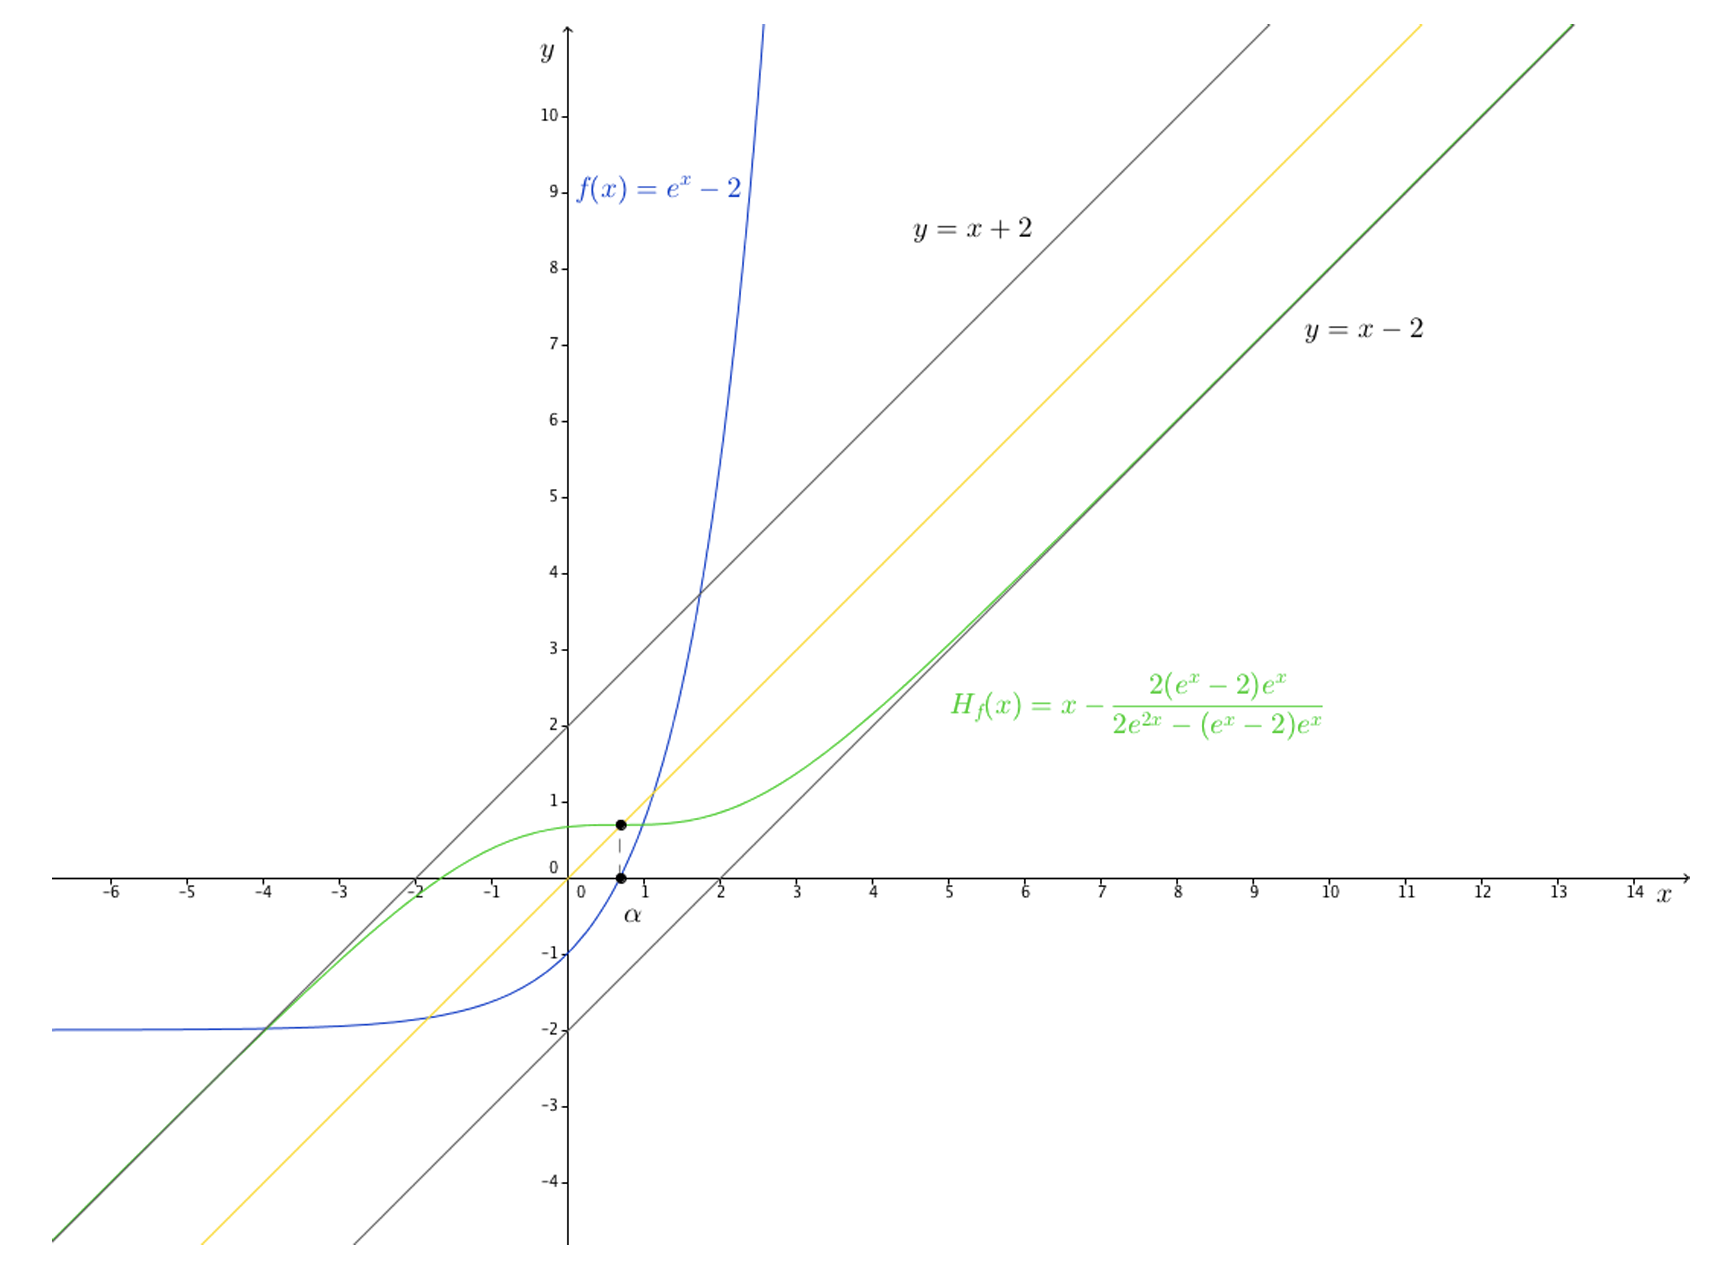 y
10
9
f(x) = e^x − 2
y = x + 2
8
y = x − 2
7
6
5
4
3
H_f(x) = x − \frac{2(e^x − 2)e^x}{2e^{2x} − (e^x − 2)e^x}
2
1
0
−6 −5 −4 −3 −2 −1 0 1 2 3 4 5 6 7 8 9 10 11 12 13 14 x
α
−1
−2
−3
−4